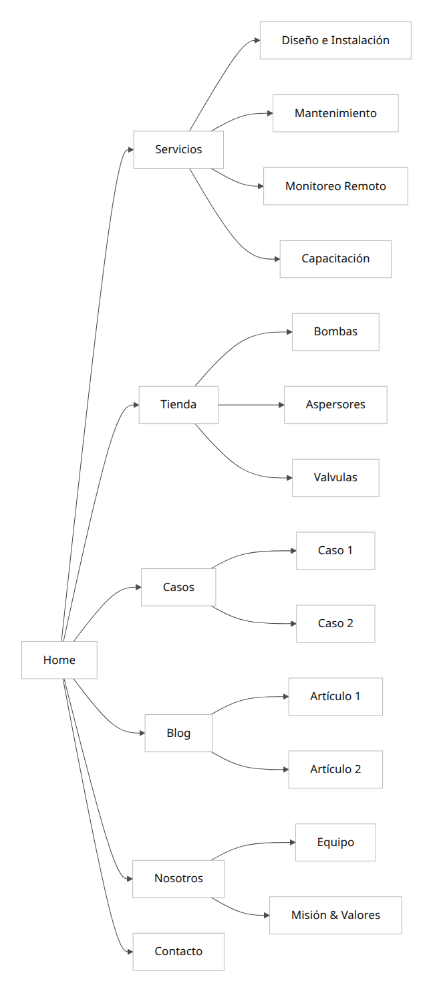 Home
Servicios
Diseño e Instalación
Mantenimiento
Monitoreo Remoto
Capacitación
Tienda
Bombas
Aspersores
Valvulas
Casos
Caso 1
Caso 2
Blog
Artículo 1
Artículo 2
Nosotros
Equipo
Misión & Valores
Contacto